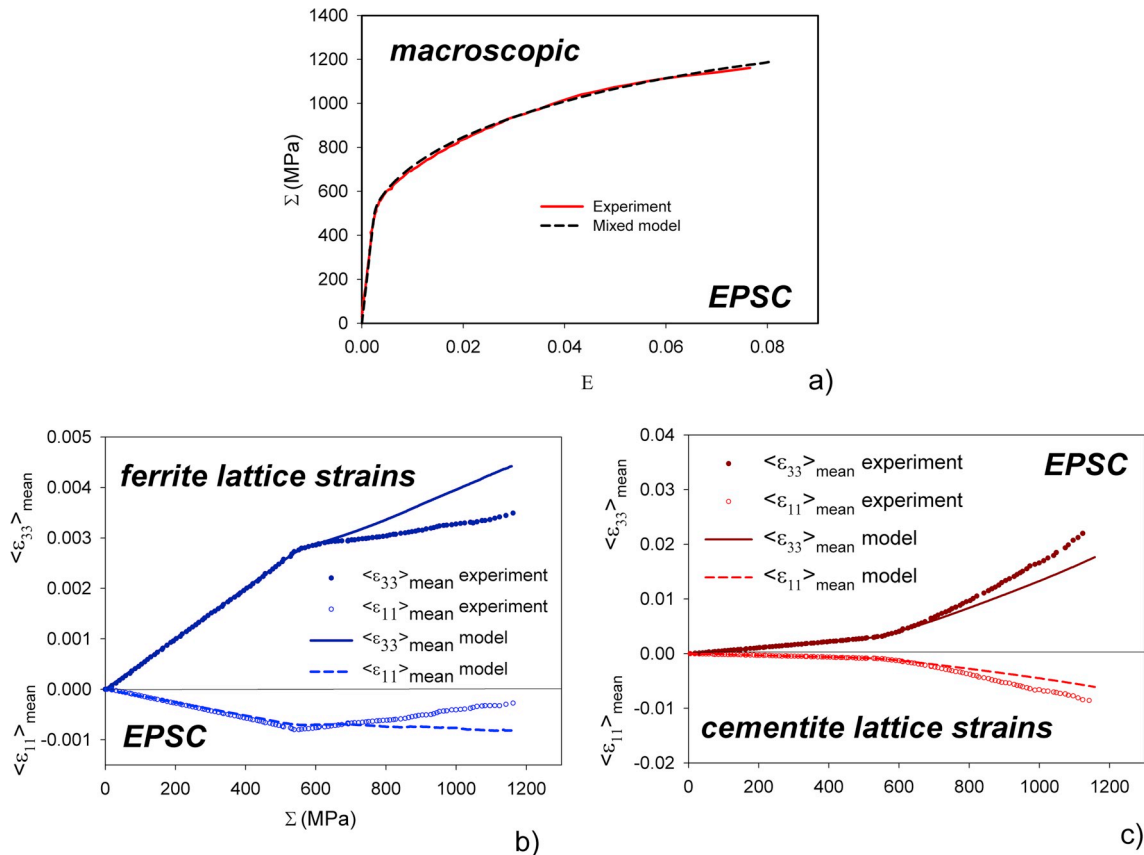 1400
1200
1000
800
600
400
200
0
macroscopic
Σ (MPa)
Experiment
Mixed model
EPSC
0.00 0.02 0.04 0.06 0.08
E
a)
0.005
0.004
0.003
0.002
0.001
0.000
-0.001
<ε33>mean
<ε11>mean
ferrite lattice strains
<ε33>mean experiment
<ε11>mean experiment
<ε33>mean model
<ε11>mean model
EPSC
0 200 400 600 800 1000 1200
Σ (MPa)
b)
0.04
0.03
0.02
0.01
0.00
-0.01
-0.02
<ε33>mean
<ε11>mean
EPSC
<ε33>mean experiment
<ε11>mean experiment
<ε33>mean model
<ε11>mean model
cementite lattice strains
0 200 400 600 800 1000 1200
c)